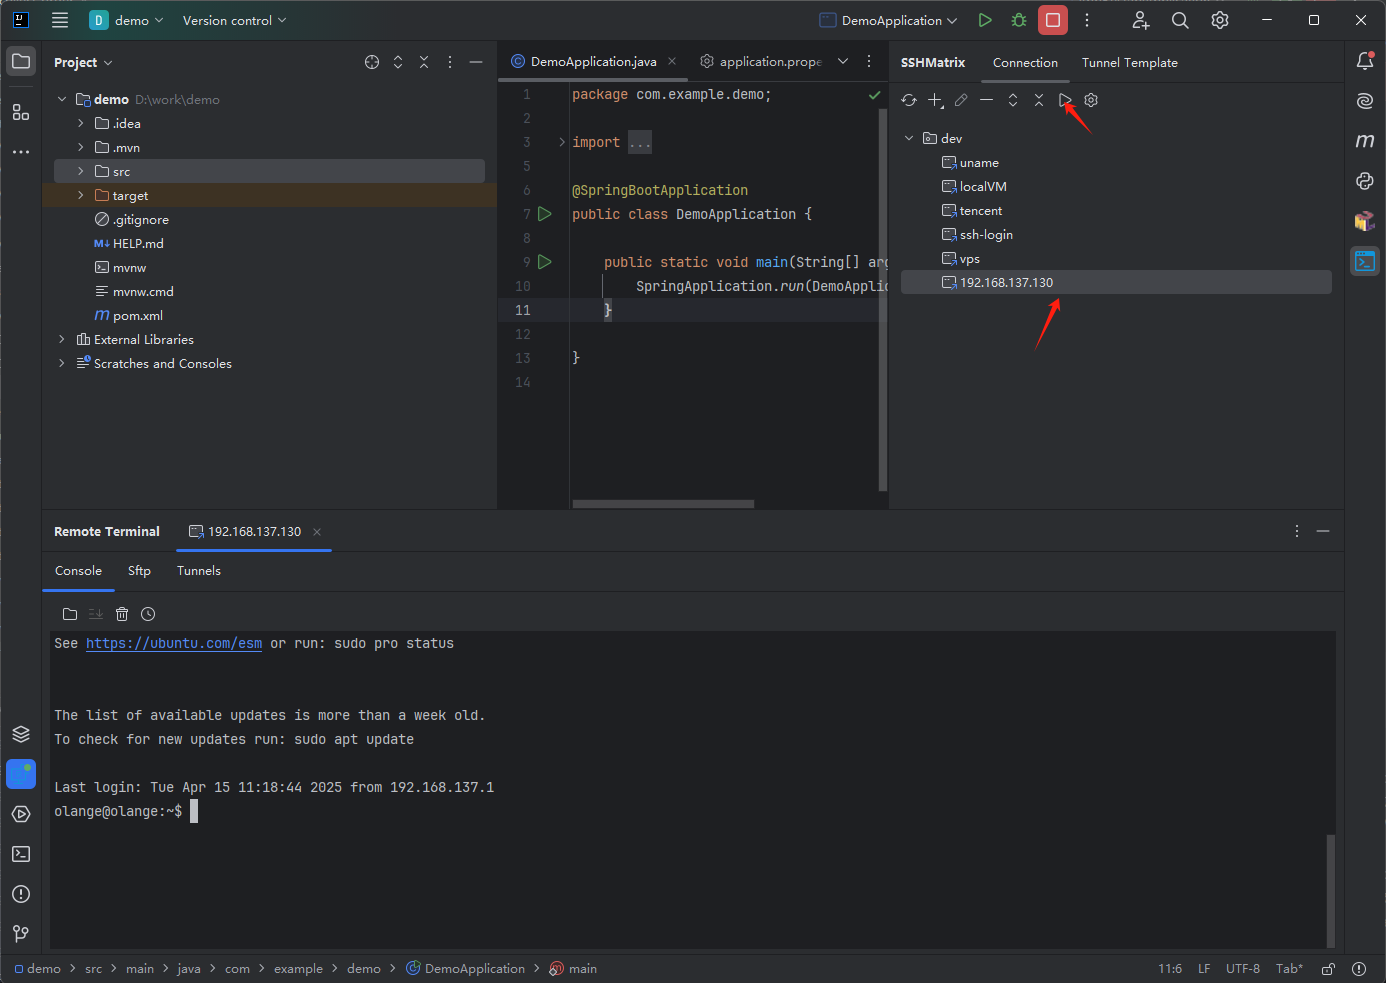 D demo Version control DemoApplication
Project
demo D:\work\demo
.idea
.mvn
src
target
.gitignore
M↓ HELP.md
mvnw
mvnw.cmd
m pom.xml
External Libraries
Scratches and Consoles
DemoApplication.java application.prope
1 package com.example.demo;
2
3 import ...
5
6 @SpringBootApplication
7 public class DemoApplication {
8
9 public static void main(String[] arg
10 SpringApplication.run(DemoApplic
11 }
12
13 }
14
SSHMatrix Connection Tunnel Template
dev
uname
localVM
tencent
ssh-login
vps
192.168.137.130
m
Remote Terminal 192.168.137.130
Console Sftp Tunnels
See https://ubuntu.com/esm or run: sudo pro status
The list of available updates is more than a week old.
To check for new updates run: sudo apt update
Last login: Tue Apr 15 11:18:44 2025 from 192.168.137.1
olange@olange:~$
demo > src > main > java > com > example > demo > DemoApplication > main 11:6 LF UTF-8 Tab*